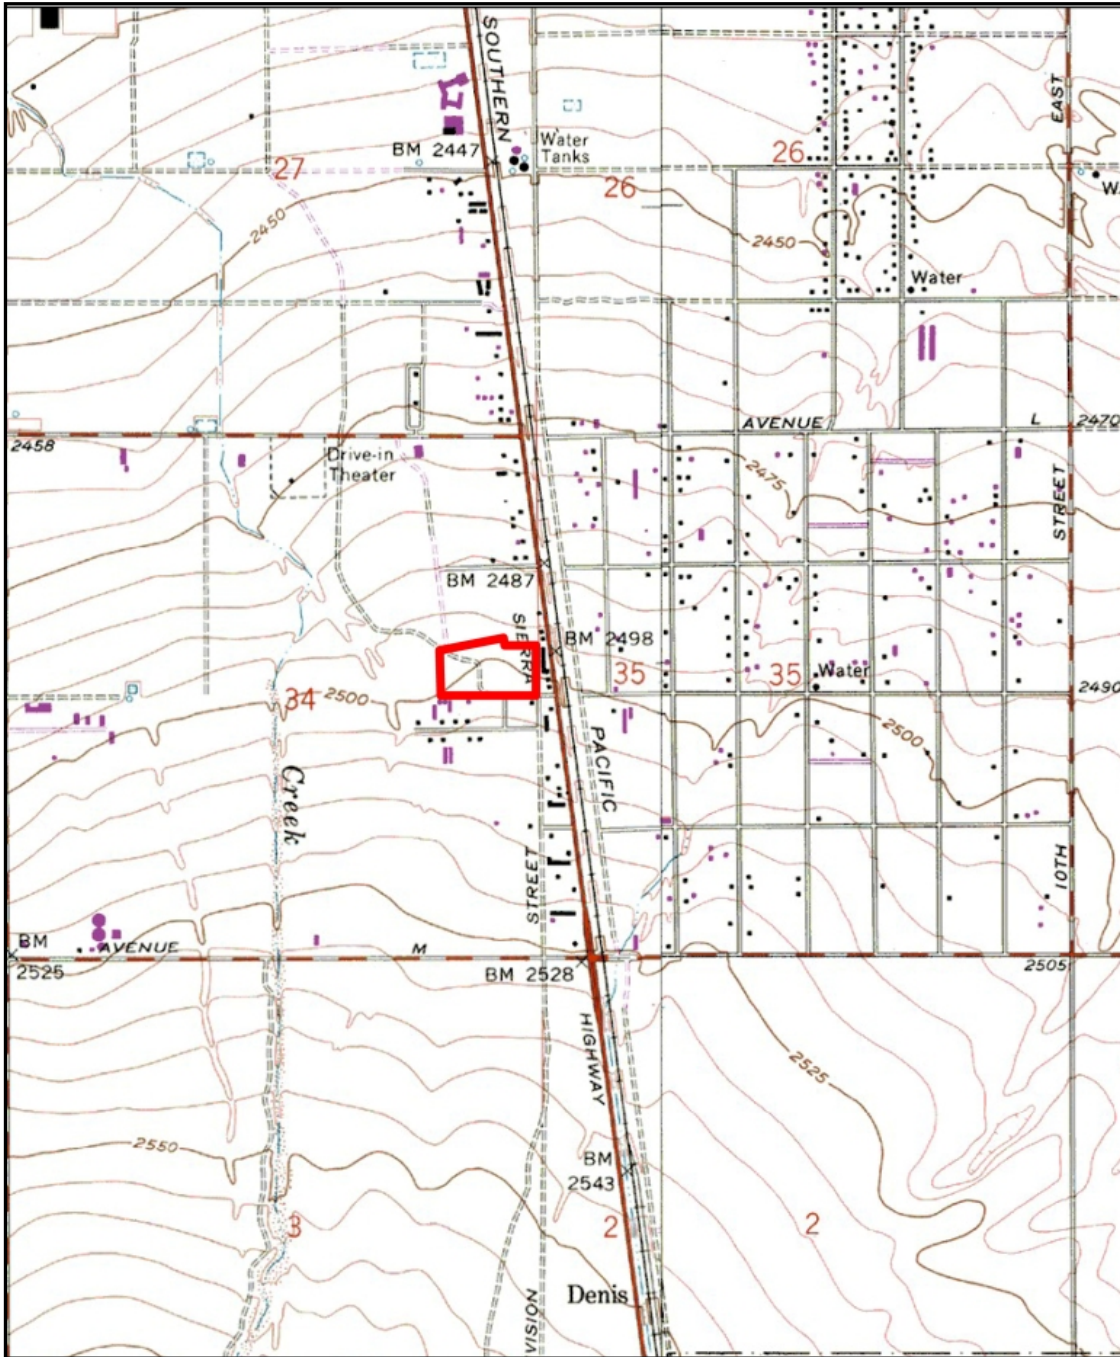 SOUTHERN
EAST
BM 2447
Water
Tanks
26
27
26
W
2450
2450
Water
AVENUE
L
2470
2458
Drive-in
Theater
2475
STREET
BM 2487
SIERRA
BM 2498
35
35
Water
2490
34
2500
2500
PACIFIC
Creek
STREET
10TH
BM
2525
AVENUE
M
BM 2528
2505
HIGHWAY
2525
2550
BM
2543
3
2
2
Denis
VISION